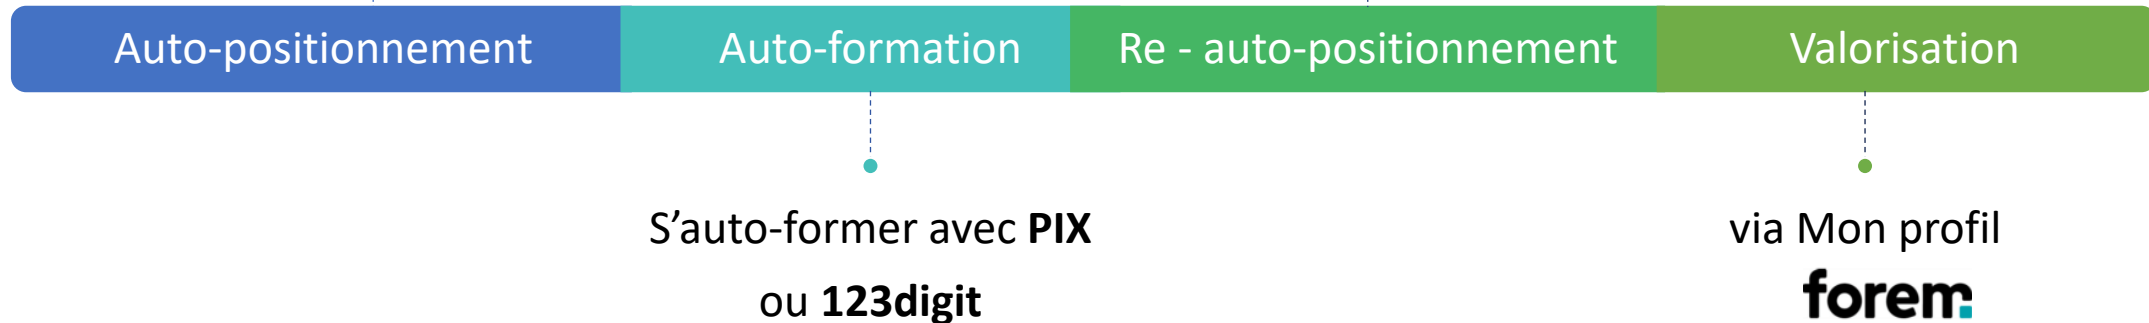 Auto-positionnement
Auto-formation
Re - auto-positionnement
Valorisation
S’auto-former avec PIX
ou 123digit
via Mon profil
forem